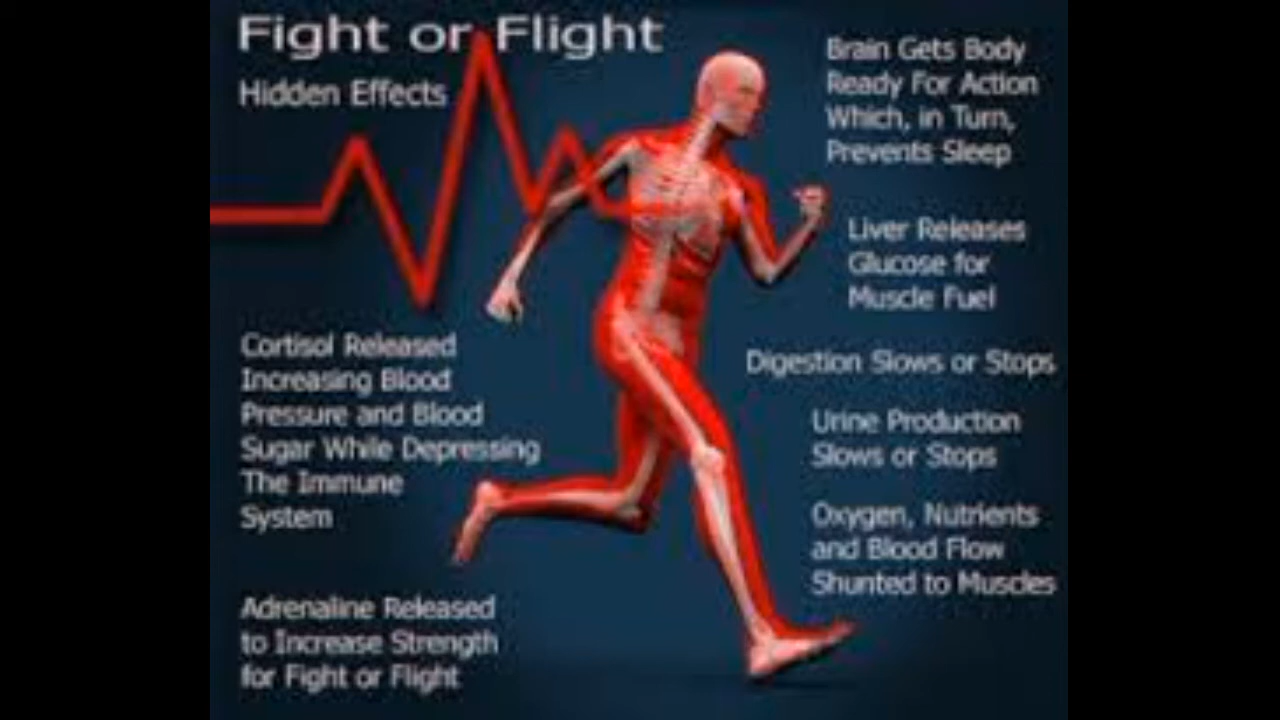 Fight or Flight
Hidden Effects
Brain Gets Body
Ready For Action
Which, in Turn,
Prevents Sleep
Liver Releases
Glucose for
Muscle Fuel
Cortisol Released
Increasing Blood
Pressure and Blood
Sugar While Depressing
The Immune
System
Digestion Slows or Stops
Urine Production
Slows or Stops
Oxygen, Nutrients
and Blood Flow
Shunted to Muscles
Adrenaline Released
to Increase Strength
for Fight or Flight